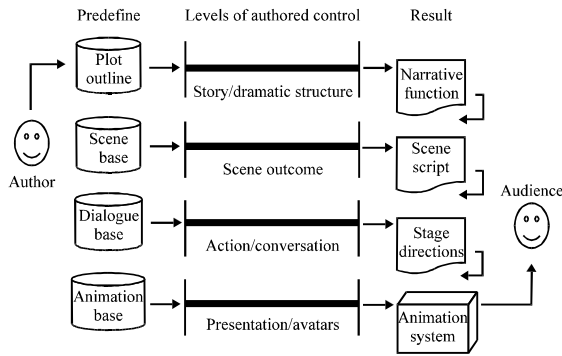 Predefine
Levels of authored control
Result
Plot
outline
Story/dramatic structure
Narrative
function
Author
Scene
base
Scene outcome
Scene
script
Audience
Dialogue
base
Action/conversation
Stage
directions
Animation
base
Presentation/avatars
Animation
system